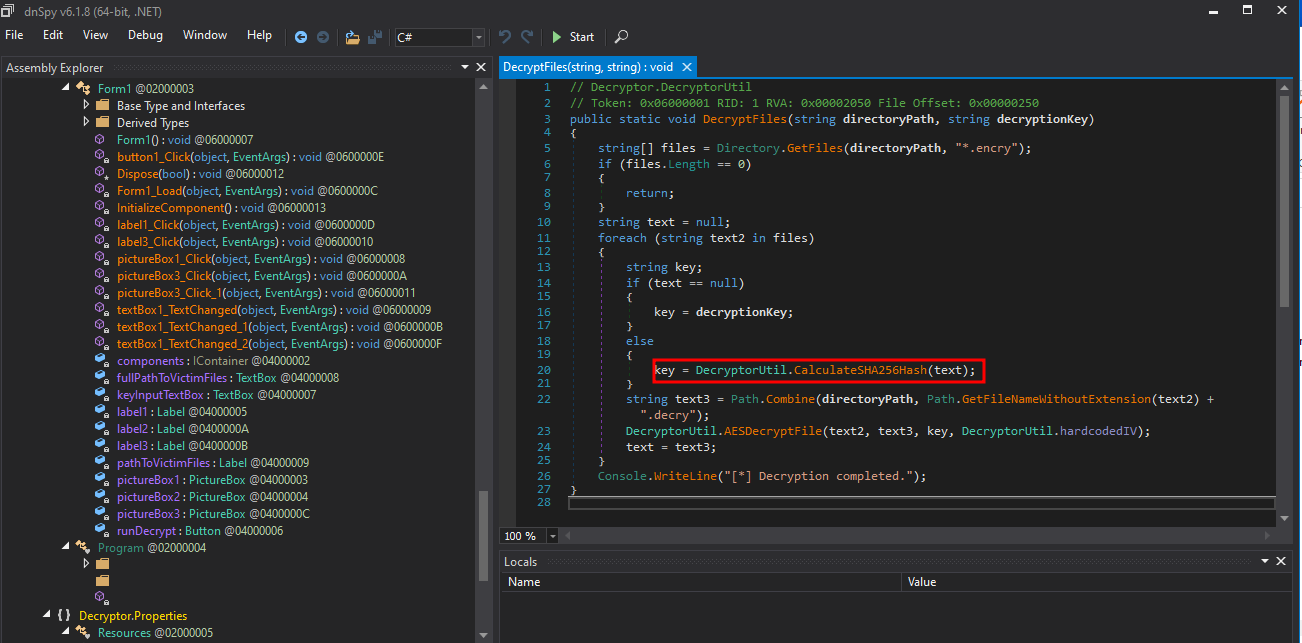 dnSpy v6.1.8 (64-bit, .NET)
File Edit View Debug Window Help C# Start
Assembly Explorer
Form1 @02000003
Base Type and Interfaces
Derived Types
Form1() : void @06000007
button1_Click(object, EventArgs) : void @0600000E
Dispose(bool) : void @06000012
Form1_Load(object, EventArgs) : void @0600000C
InitializeComponent() : void @06000013
label1_Click(object, EventArgs) : void @0600000D
label3_Click(object, EventArgs) : void @06000010
pictureBox1_Click(object, EventArgs) : void @06000008
pictureBox3_Click(object, EventArgs) : void @0600000A
pictureBox3_Click_1(object, EventArgs) : void @06000011
textBox1_TextChanged(object, EventArgs) : void @06000009
textBox1_TextChanged_1(object, EventArgs) : void @0600000B
textBox1_TextChanged_2(object, EventArgs) : void @0600000F
components : IContainer @04000002
fullPathToVictimFiles : TextBox @04000008
keyInputTextBox : TextBox @04000007
label1 : Label @04000005
label2 : Label @0400000A
label3 : Label @0400000B
pathToVictimFiles : Label @04000009
pictureBox1 : PictureBox @04000003
pictureBox2 : PictureBox @04000004
pictureBox3 : PictureBox @0400000C
runDecrypt : Button @04000006
Program @02000004
{ } Decryptor.Properties
Resources @02000005
DecryptFiles(string, string) : void
1 // Decryptor.DecryptorUtil
2 // Token: 0x06000001 RID: 1 RVA: 0x00002050 File Offset: 0x00000250
3 public static void DecryptFiles(string directoryPath, string decryptionKey)
4 {
5 string[] files = Directory.GetFiles(directoryPath, "*.encry");
6 if (files.Length == 0)
7 {
8 return;
9 }
10 string text = null;
11 foreach (string text2 in files)
12 {
13 string key;
14 if (text == null)
15 {
16 key = decryptionKey;
17 }
18 else
19 {
20 key = DecryptorUtil.CalculateSHA256Hash(text);
21 }
22 string text3 = Path.Combine(directoryPath, Path.GetFileNameWithoutExtension(text2) +
".decry");
23 DecryptorUtil.AESDecryptFile(text2, text3, key, DecryptorUtil.hardcodedIV);
24 text = text3;
25 }
26 Console.WriteLine("[*] Decryption completed.");
27 }
28
100 %
Locals
Name Value